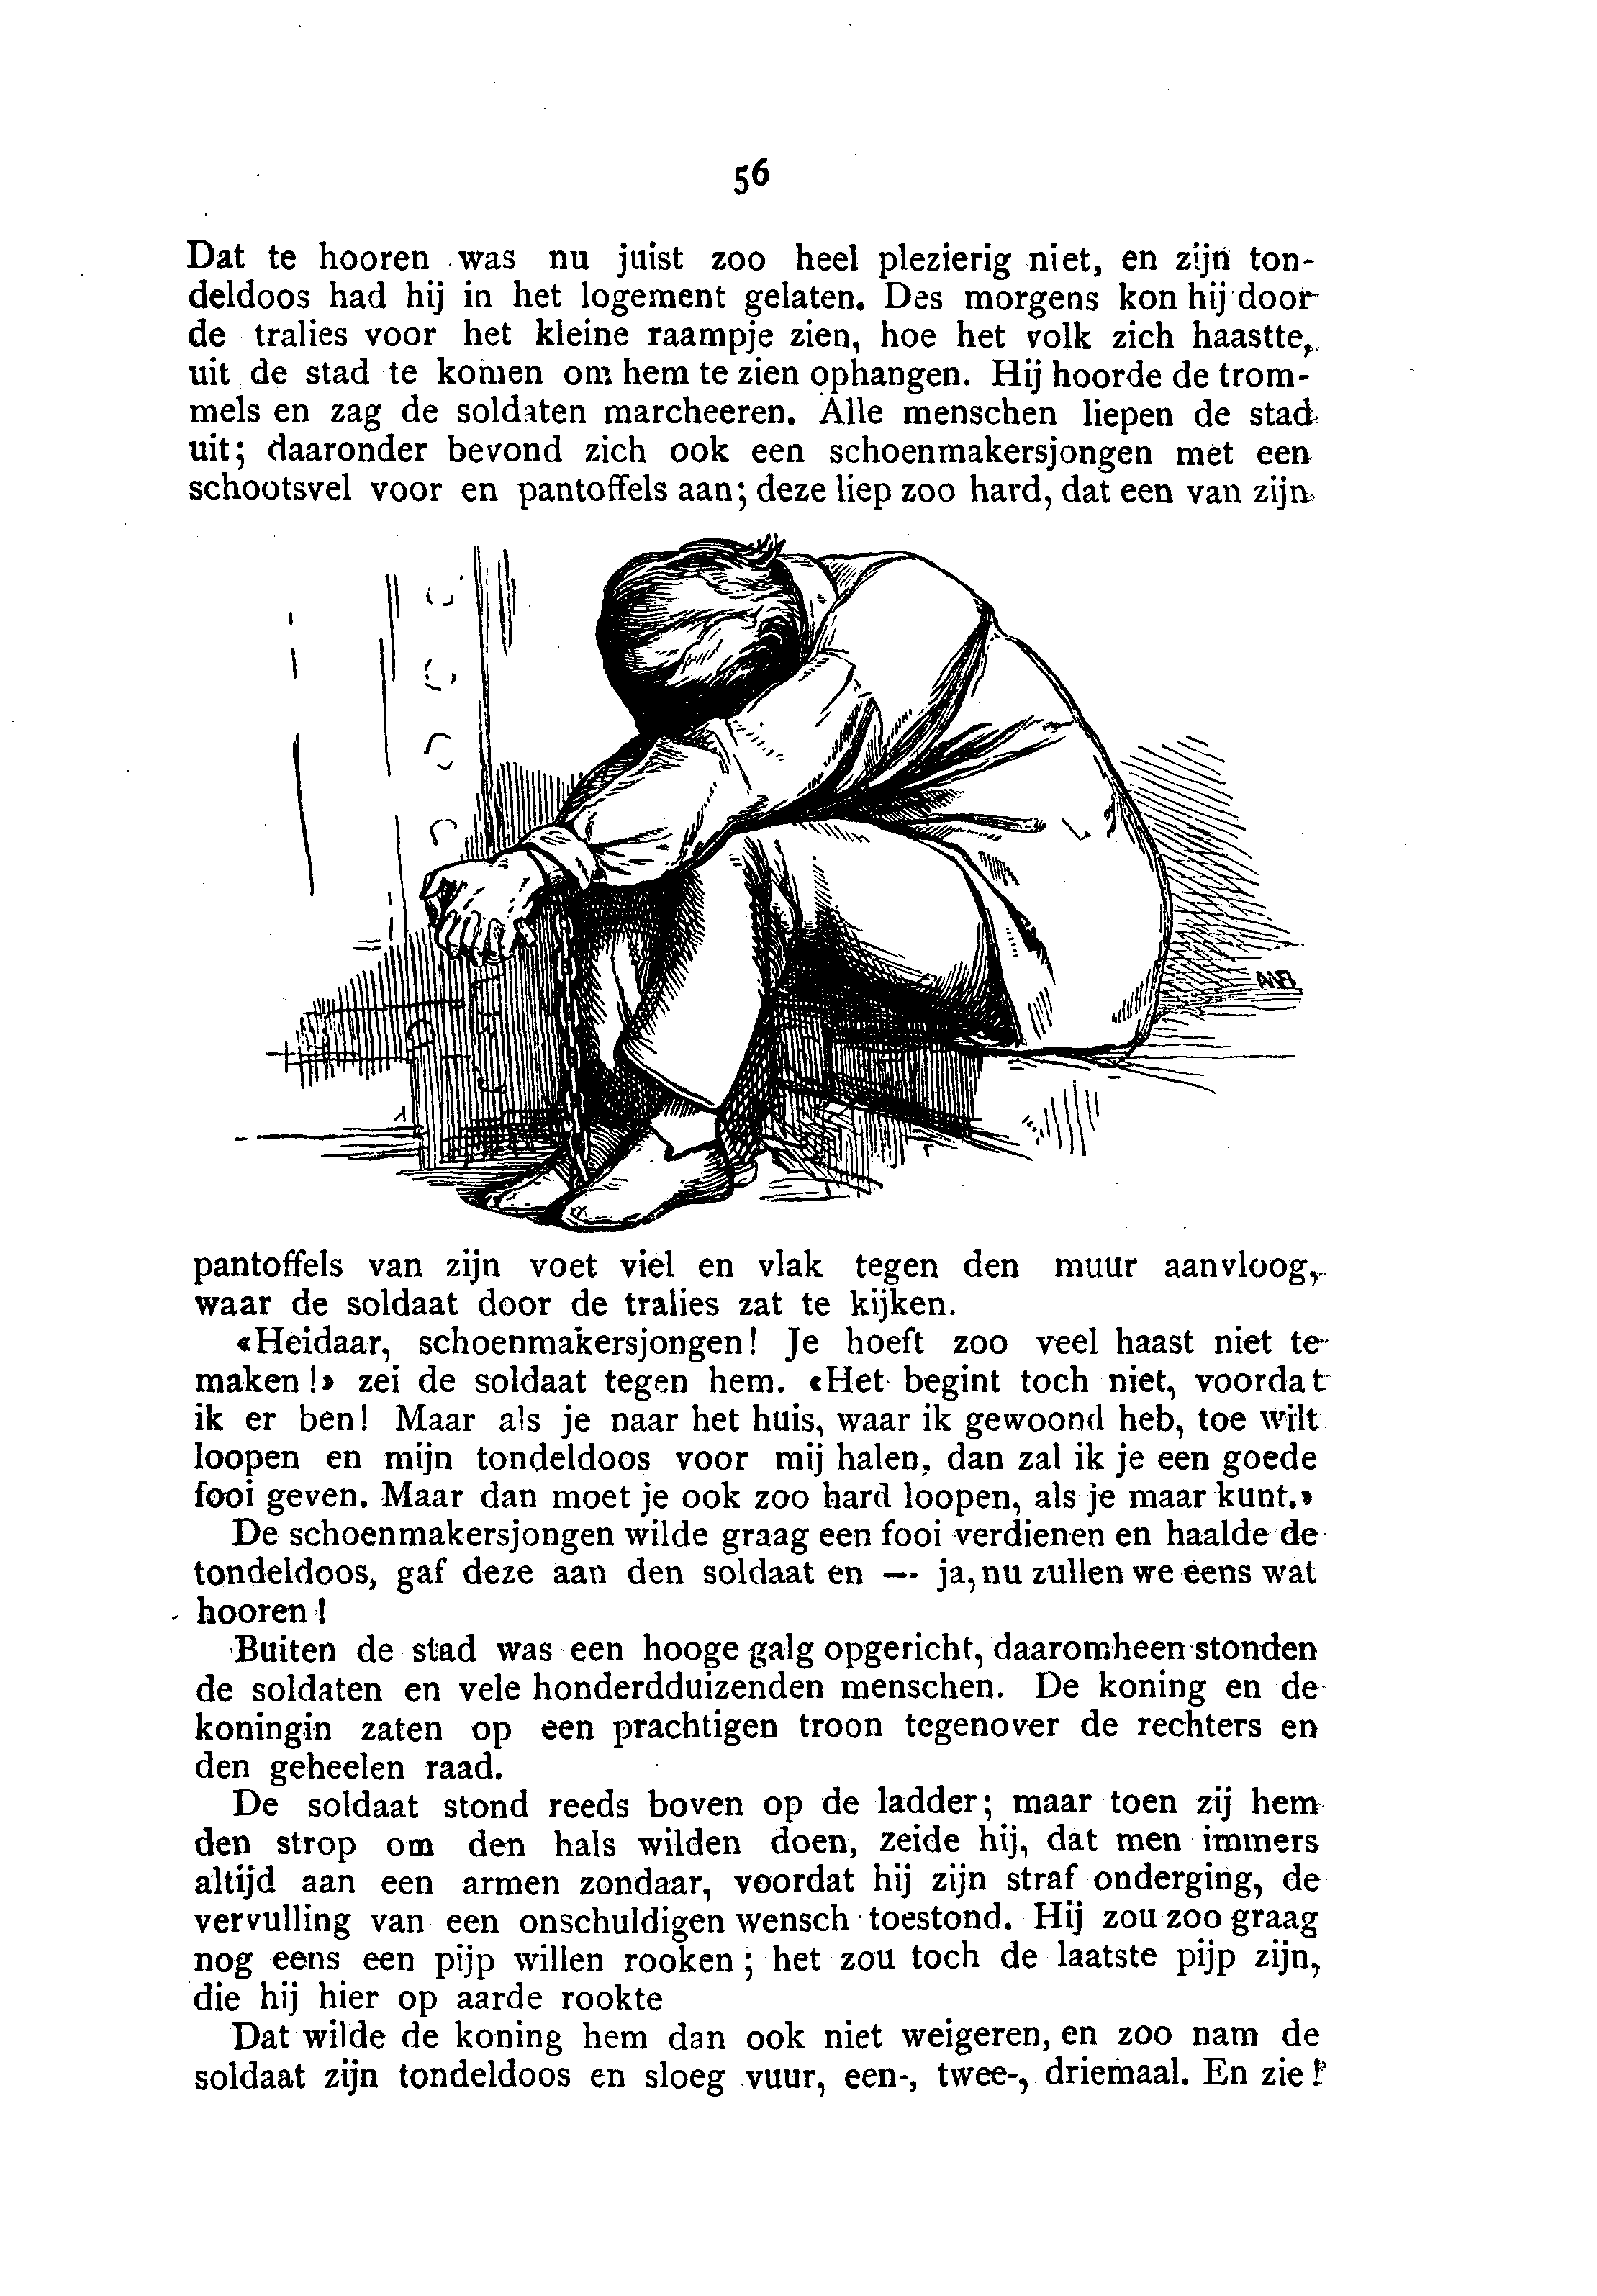 56
Dat te hooren was nu juist zoo heel plezierig niet, en zijn ton-
deldoos had hij in het logement gelaten. Des morgens kon hij door
de tralies voor het kleine raampje zien, hoe het volk zich haastte,
uit de stad te komen om hem te zien ophangen. Hij hoorde de trom-
mels en zag de soldaten marcheeren. Alle menschen liepen de stad
uit; daaronder bevond zich ook een schoenmakersjongen met een
schootsvel voor en pantoffels aan; deze liep zoo hard, dat een van zijn
MB
pantoffels van zijn voet viel en vlak tegen den muur aanvloog,
waar de soldaat door de tralies zat te kijken.
«Heidaar, schoenmakersjongen! Je hoeft zoo veel haast niet te
maken!» zei de soldaat tegen hem. «Het begint toch niet, voordat
ik er ben! Maar als je naar het huis, waar ik gewoond heb, toe wilt
loopen en mijn tondeldoos voor mij halen, dan zal ik je een goede
fooi geven. Maar dan moet je ook zoo hard loopen, als je maar kunt.»
De schoenmakersjongen wilde graag een fooi verdienen en haalde de
tondeldoos, gaf deze aan den soldaat en — ja, nu zullen we eens wat
hooren!
Buiten de stad was een hooge galg opgericht, daaromheen stonden
de soldaten en vele honderdduizenden menschen. De koning en de
koningin zaten op een prachtigen troon tegenover de rechters en
den geheelen raad.
De soldaat stond reeds boven op de ladder; maar toen zij hem
den strop om den hals wilden doen, zeide hij, dat men immers
altijd aan een armen zondaar, voordat hij zijn straf onderging, de
vervulling van een onschuldigen wensch toestond. Hij zou zoo graag
nog eens een pijp willen rooken; het zou toch de laatste pijp zijn,
die hij hier op aarde rookte
Dat wilde de koning hem dan ook niet weigeren, en zoo nam de
soldaat zijn tondeldoos en sloeg vuur, een-, twee-, driemaal. En zie!